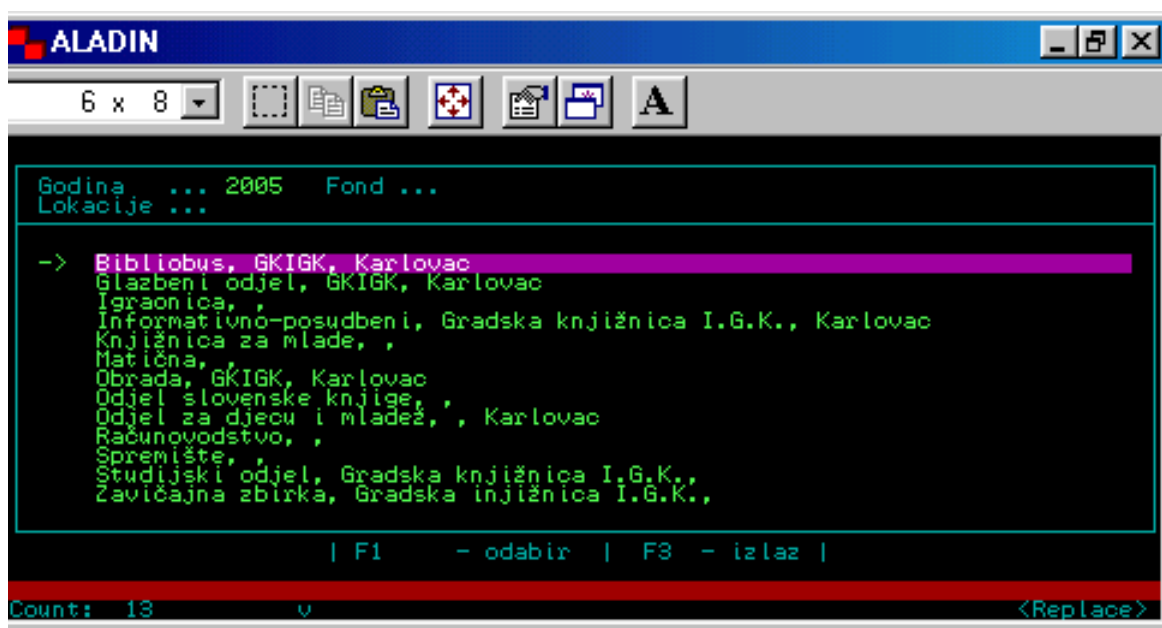 ALADIN
6 x 8
A
Godina ... 2005 Fond ...
Lokacije ...
-> Bibliobus, GKIGK, Karlovac
Glazbeni odjel, GKIGK, Karlovac
Igraonica, ,
Informativno-posudbeni, Gradska knjižnica I.G.K., Karlovac
Knjižnica za mlade, ,
Matična, ,
Obrada, GKIGK, Karlovac
Odjel slovenske knjige, ,
Odjel za djecu i mladež, , Karlovac
Računovodstvo, ,
Spremište, ,
Studijski odjel, Gradska knjižnica I.G.K.,
Zavičajna zbirka, Gradska injižnica I.G.K.,
| F1 - odabir | F3 - izlaz |
Count: 13 v <Replace>